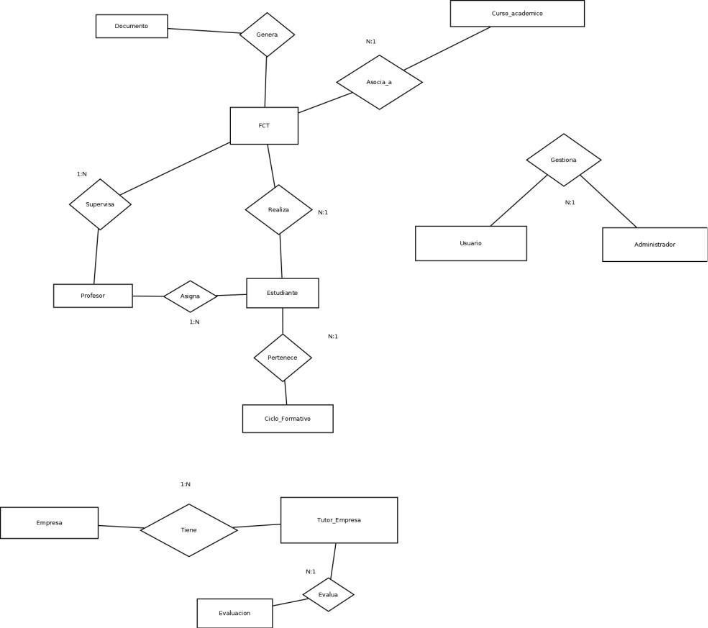 Curso_academico
Documento
Genera
N:1
Asocia_a
FCT
Gestiona
1:N
Supervisa
Realiza
N:1
N:1
Usuario
Administrador
Profesor
Asigna
Estudiante
1:N
N:1
Pertenece
Ciclo_Formativo
1:N
Empresa
Tiene
Tutor_Empresa
N:1
Evalua
Evaluacion